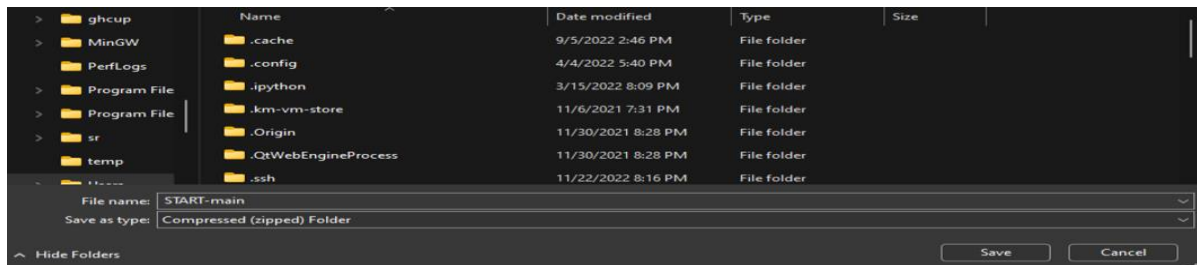 ghcup Name Date modified Type Size
MinGW .cache 9/5/2022 2:46 PM File folder
PerfLogs .config 4/4/2022 5:40 PM File folder
Program File .ipython 3/15/2022 8:09 PM File folder
Program File .km-vm-store 11/6/2021 7:31 PM File folder
sr .Origin 11/30/2021 8:28 PM File folder
temp .QtWebEngineProcess 11/30/2021 8:28 PM File folder
.ssh 11/22/2022 8:16 PM File folder
File name: START-main
Save as type: Compressed (zipped) Folder
Hide Folders Save Cancel